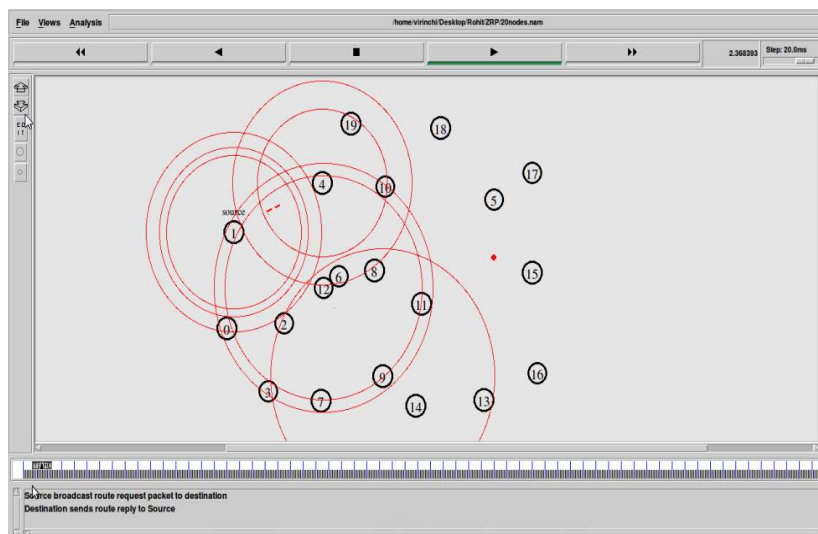 File Views Analysis /home/virinchi/Desktop/Rohit/ZRP/20nodes.nam
2.368393 Step: 20.0ms
ED
IT
19
18
17
4
10
5
source
1
8
15
6
12
11
2
0
9
16
3
7
14
13
Source broadcast route request packet to destination
Destination sends route reply to Source